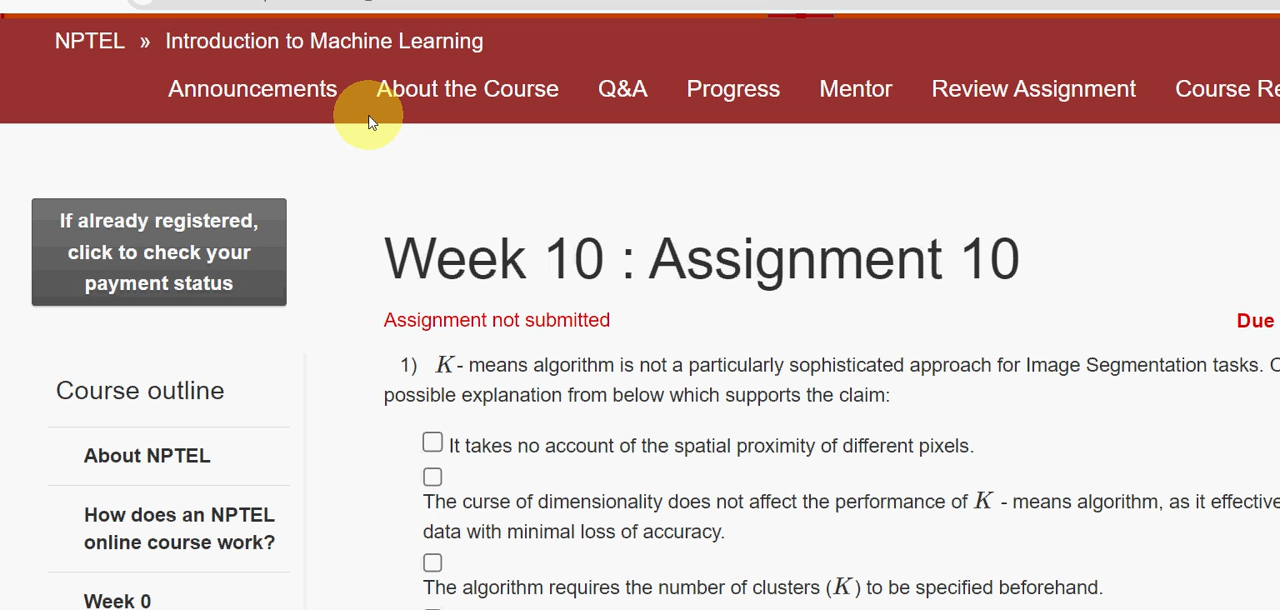 NPTEL » Introduction to Machine Learning
Announcements About the Course Q&A Progress Mentor Review Assignment Course Re
If already registered,
click to check your
payment status
Week 10 : Assignment 10
Assignment not submitted Due
1) K- means algorithm is not a particularly sophisticated approach for Image Segmentation tasks. C
possible explanation from below which supports the claim:
Course outline
It takes no account of the spatial proximity of different pixels.
About NPTEL
The curse of dimensionality does not affect the performance of K - means algorithm, as it effective
data with minimal loss of accuracy.
How does an NPTEL
online course work?
The algorithm requires the number of clusters (K) to be specified beforehand.
Week 0